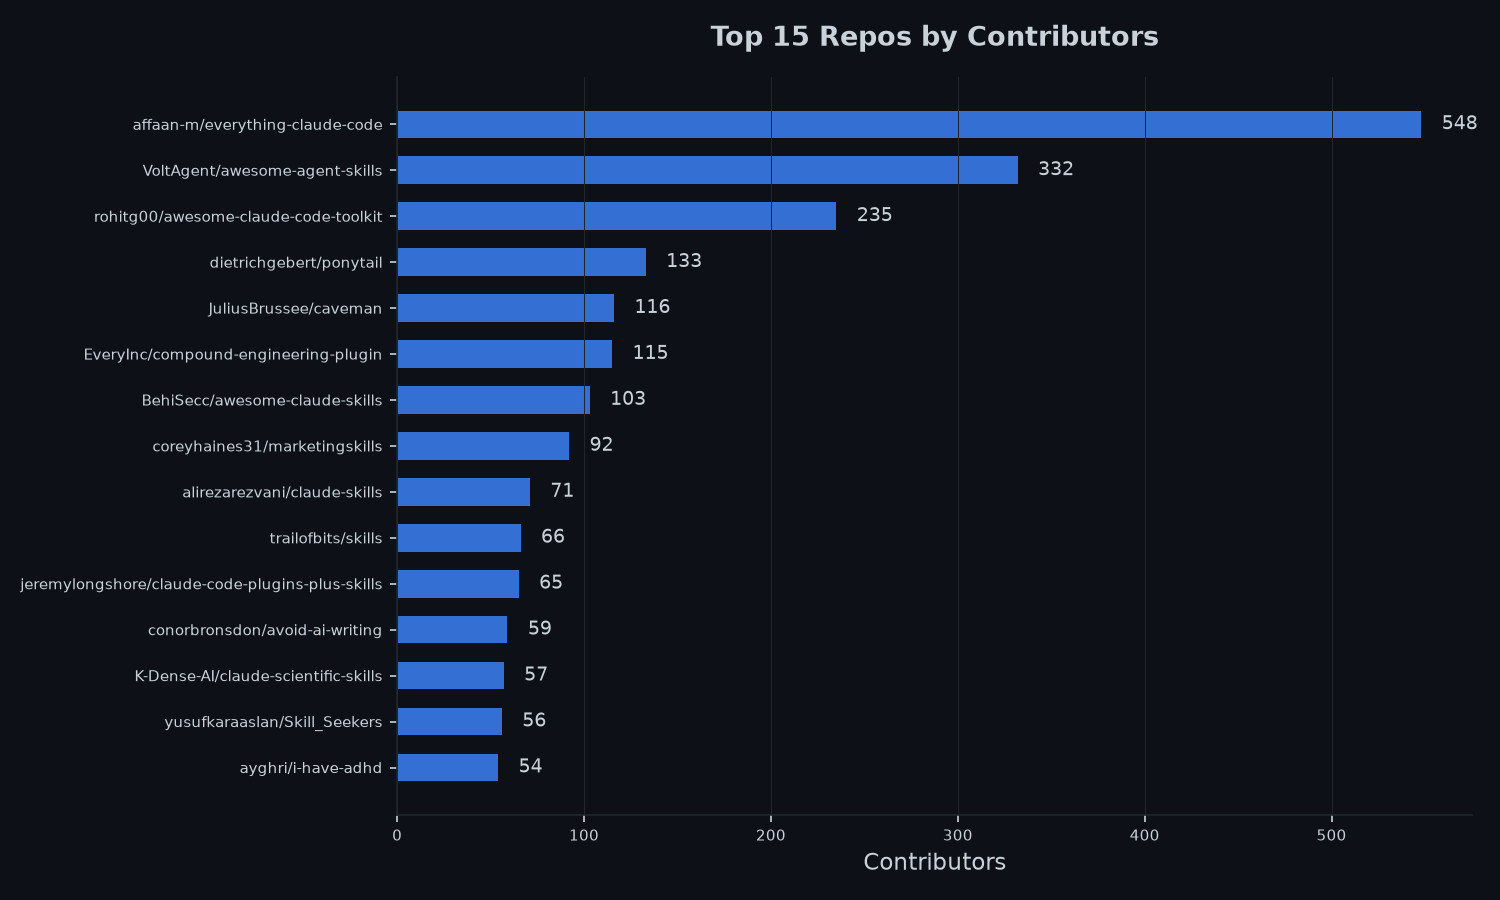 Top 15 Repos by Contributors
affaan-m/everything-claude-code 548
VoltAgent/awesome-agent-skills 332
rohitg00/awesome-claude-code-toolkit 235
dietrichgebert/ponytail 133
JuliusBrussee/caveman 116
EveryInc/compound-engineering-plugin 115
BehiSecc/awesome-claude-skills 103
coreyhaines31/marketingskills 92
alirezarezvani/claude-skills 71
trailofbits/skills 66
jeremylongshore/claude-code-plugins-plus-skills 65
conorbronsdon/avoid-ai-writing 59
K-Dense-AI/claude-scientific-skills 57
yusufkaraaslan/Skill_Seekers 56
ayghri/i-have-adhd 54
0 100 200 300 400 500
Contributors